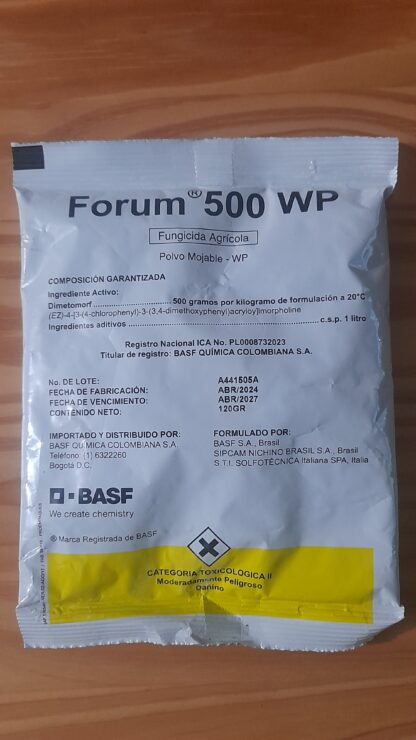 Forum® 500 WP
Fungicida Agrícola
Polvo Mojable - WP
COMPOSICIÓN GARANTIZADA
Ingrediente Activo:
Dimetomorf......500 gramos por kilogramo de formulación a 20°C
(EZ)-4-[3-(4-chlorophenyl)-3-(3,4-dimethoxyphenyl)acryloyl]morpholine
Ingredientes aditivos......c.s.p. 1 litro
Registro Nacional ICA No. PL0008732023
Titular de registro: BASF QUÍMICA COLOMBIANA S.A.
No. DE LOTE: A441505A
FECHA DE FABRICACIÓN: ABR/2024
FECHA DE VENCIMIENTO: ABR/2027
CONTENIDO NETO: 120GR
IMPORTADO Y DISTRIBUIDO POR:
BASF QUIMICA COLOMBIANA S.A.
Teléfono: (1) 6322260
Bogotá D.C.
FORMULADO POR:
BASF S.A., Brasil
SIPCAM NICHINO BRASIL S.A., Brasil
S.T.I. SOLFOTÉCNICA Italiana SPA, Italia
BASF
We create chemistry
® Marca Registrada de BASF
CATEGORIA TOXICOLOGICA II
Moderadamente Peligroso
Dañino